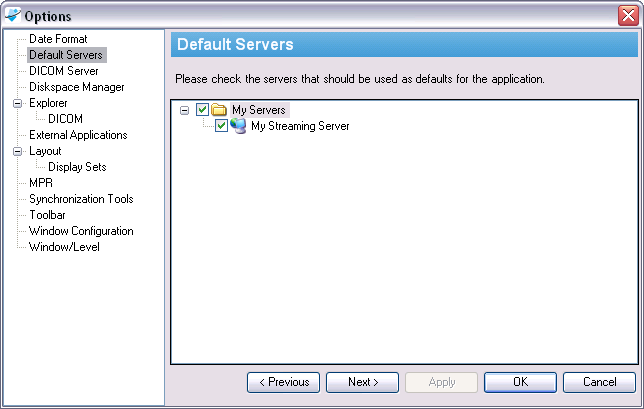 Options
Date Format
Default Servers
DICOM Server
Diskspace Manager
Explorer
DICOM
External Applications
Layout
Display Sets
MPR
Synchronization Tools
Toolbar
Window Configuration
Window/Level
Default Servers
Please check the servers that should be used as defaults for the application.
My Servers
My Streaming Server
< Previous
Next >
Apply
OK
Cancel